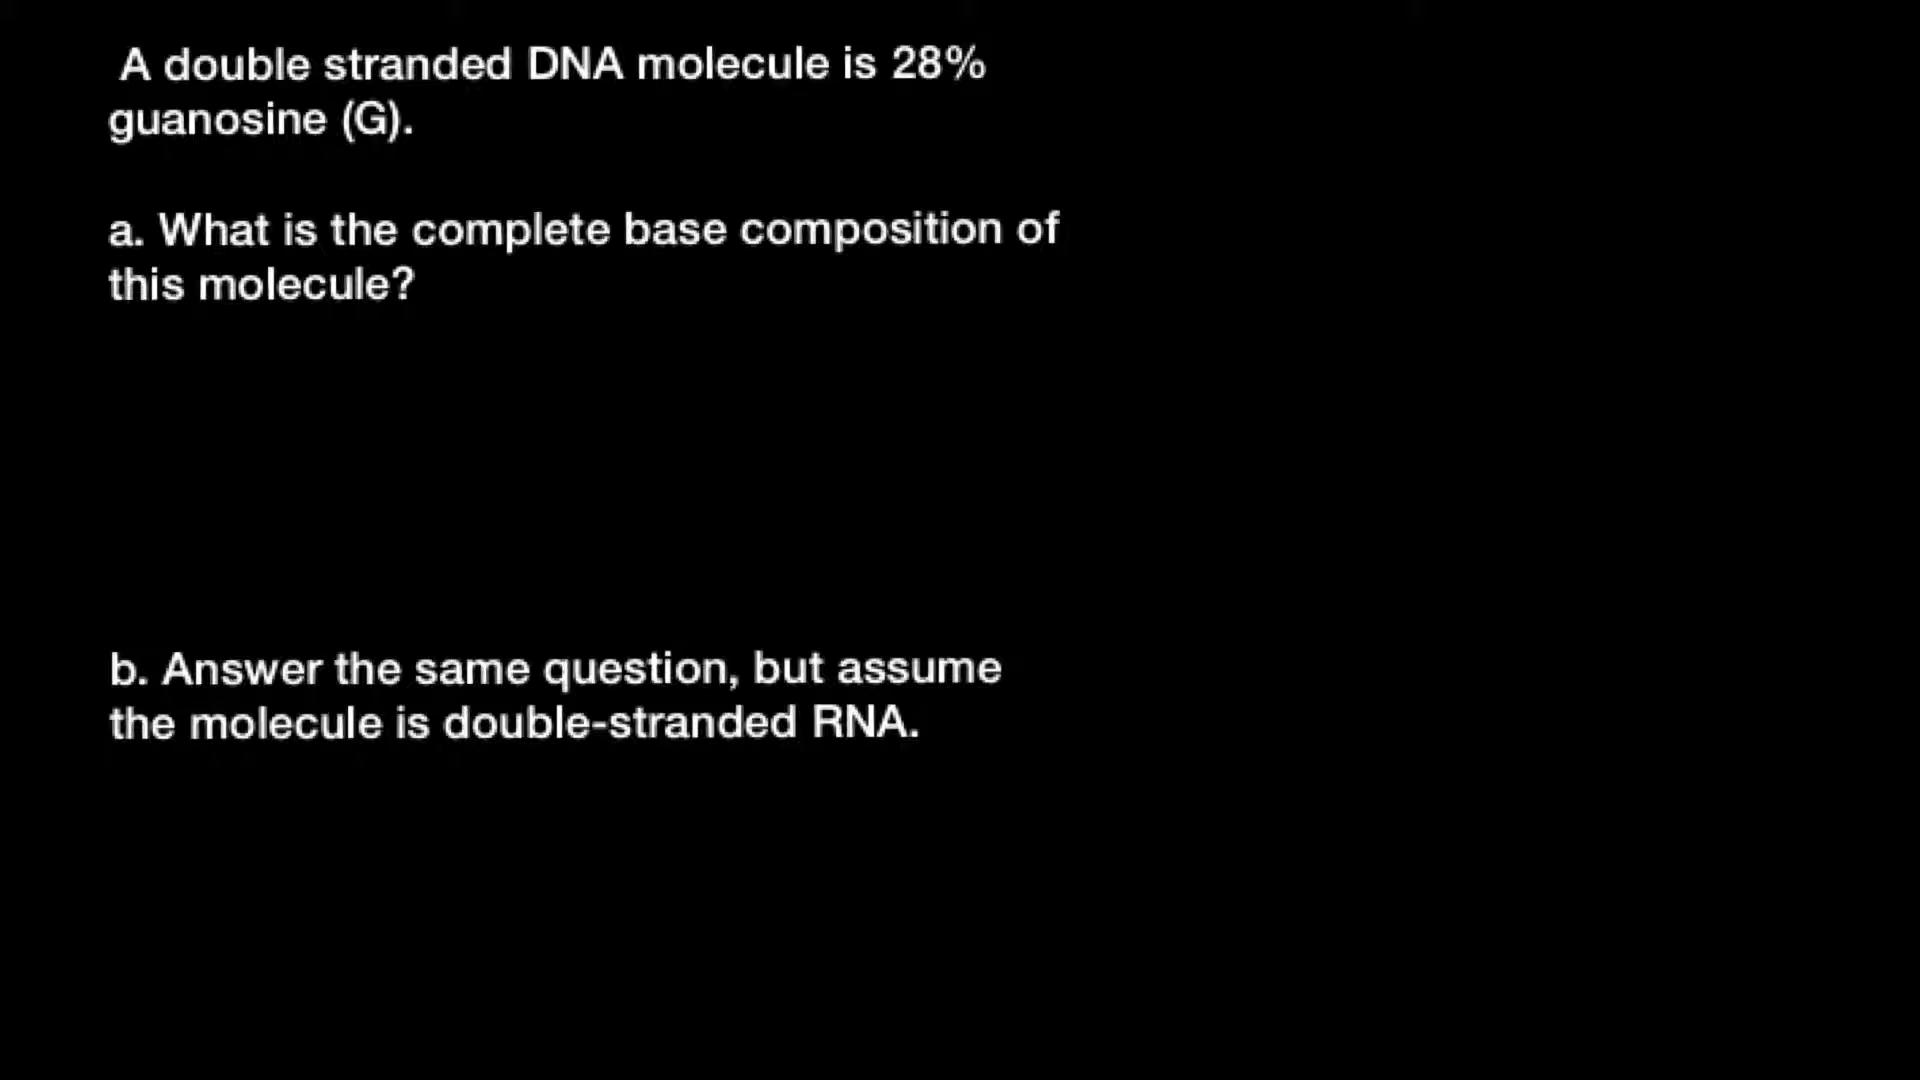 A double stranded DNA molecule is 28%
guanosine (G).
a. What is the complete base composition of
this molecule?
b. Answer the same question, but assume
the molecule is double-stranded RNA.